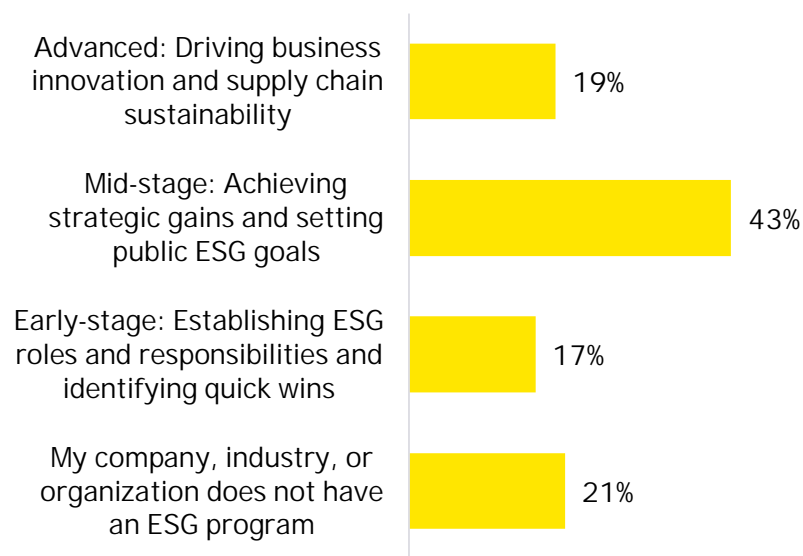 Advanced: Driving business
innovation and supply chain
sustainability
19%
Mid-stage: Achieving
strategic gains and setting
public ESG goals
43%
Early-stage: Establishing ESG
roles and responsibilities and
identifying quick wins
17%
My company, industry, or
organization does not have
an ESG program
21%